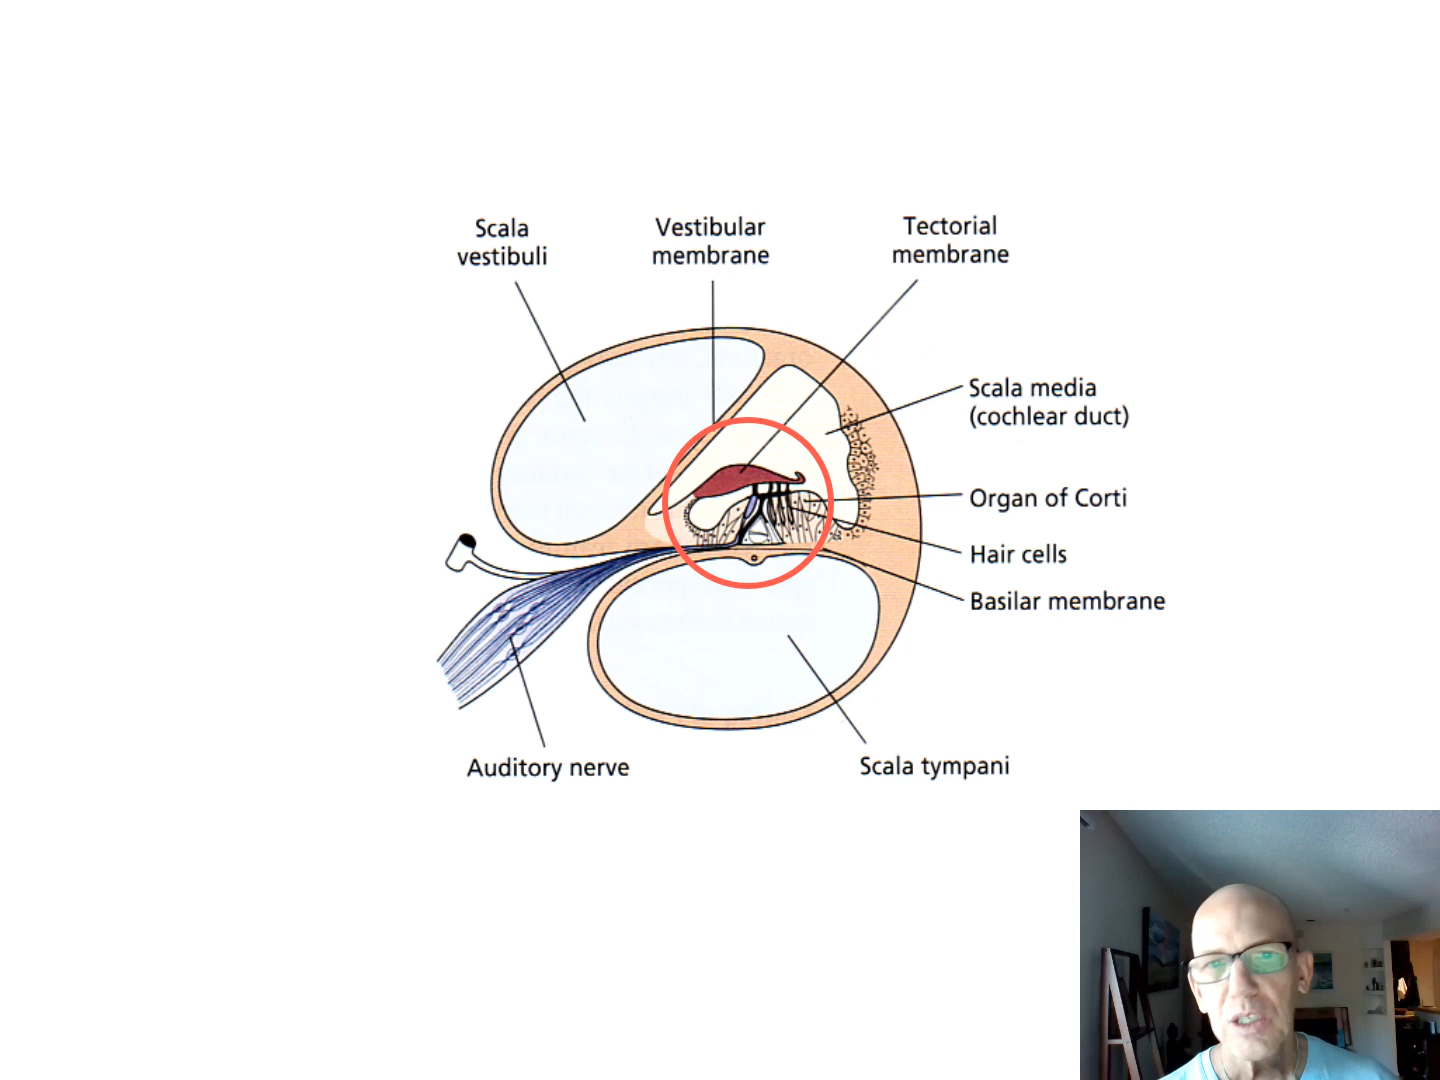 Scala
vestibuli
Vestibular
membrane
Tectorial
membrane
Scala media
(cochlear duct)
Organ of Corti
Hair cells
Basilar membrane
Auditory nerve
Scala tympani